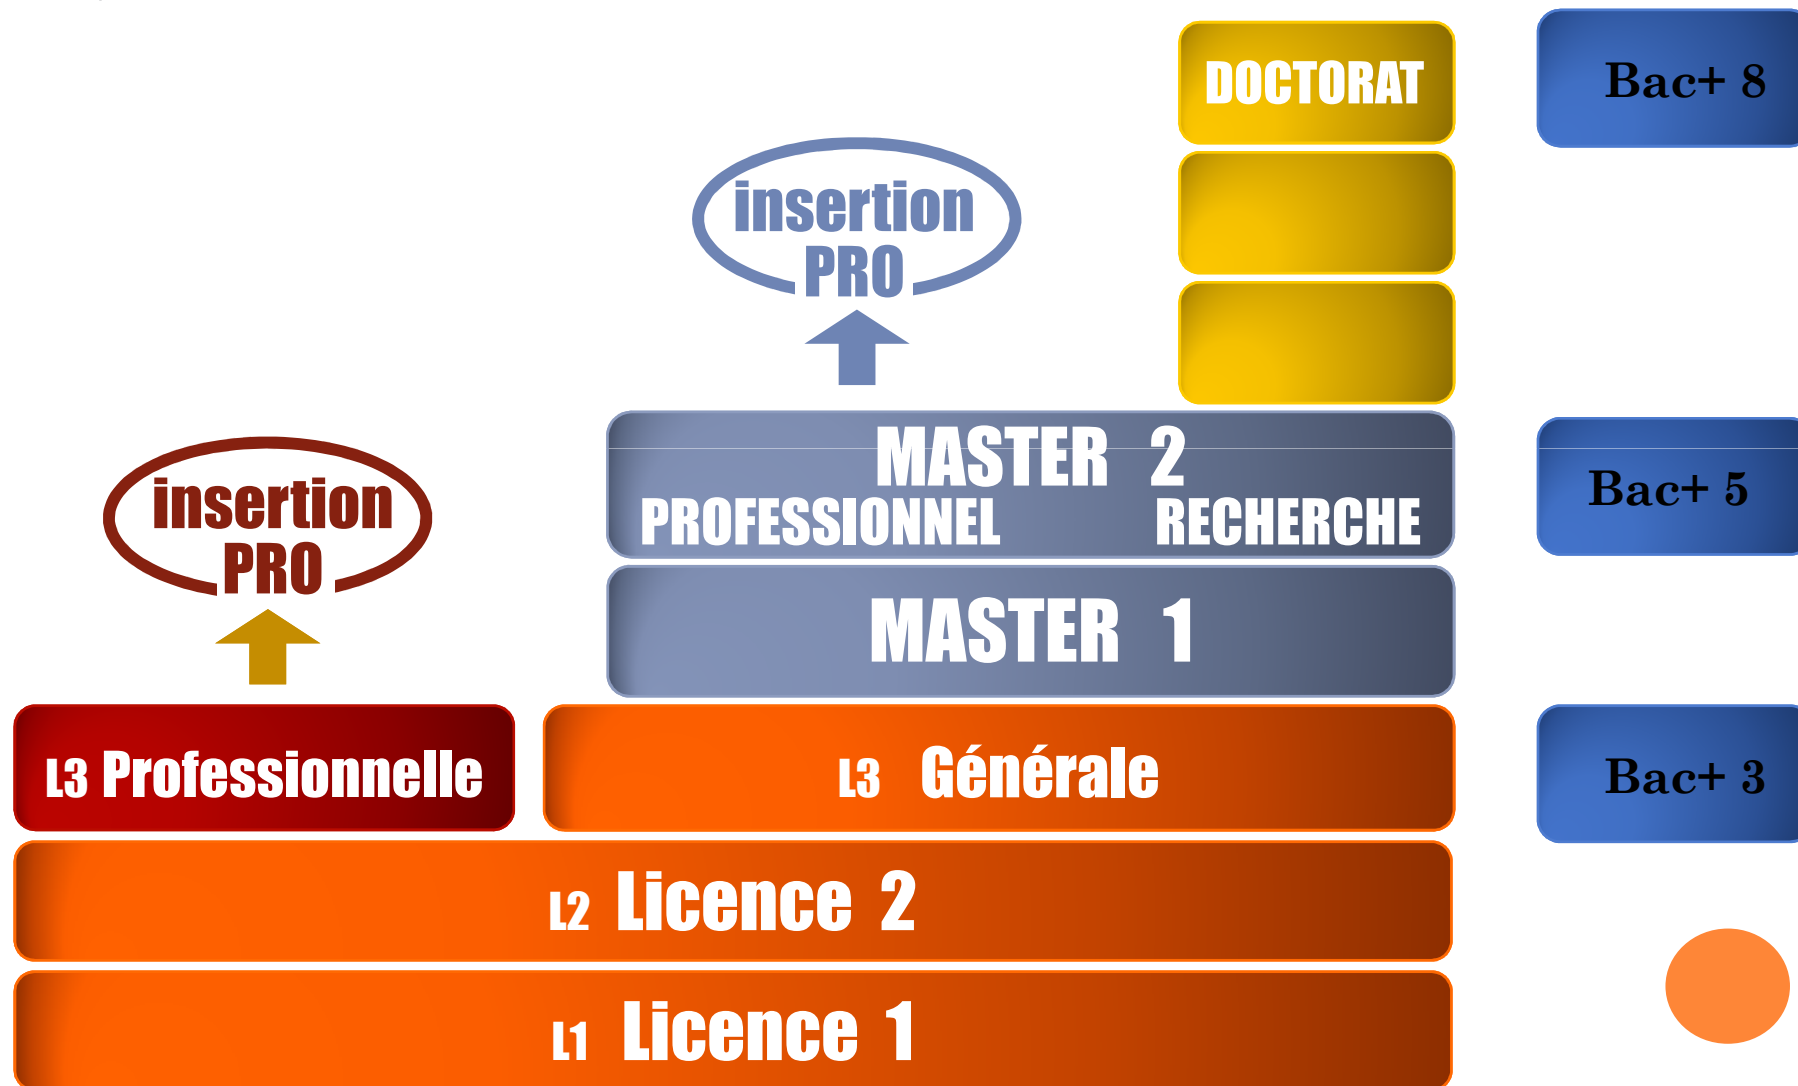 DOCTORAT
Bac+ 8
insertion
PRO
MASTER 2
PROFESSIONNEL RECHERCHE
Bac+ 5
insertion
PRO
MASTER 1
L3 Professionnelle
L3 Générale
Bac+ 3
L2 Licence 2
L1 Licence 1